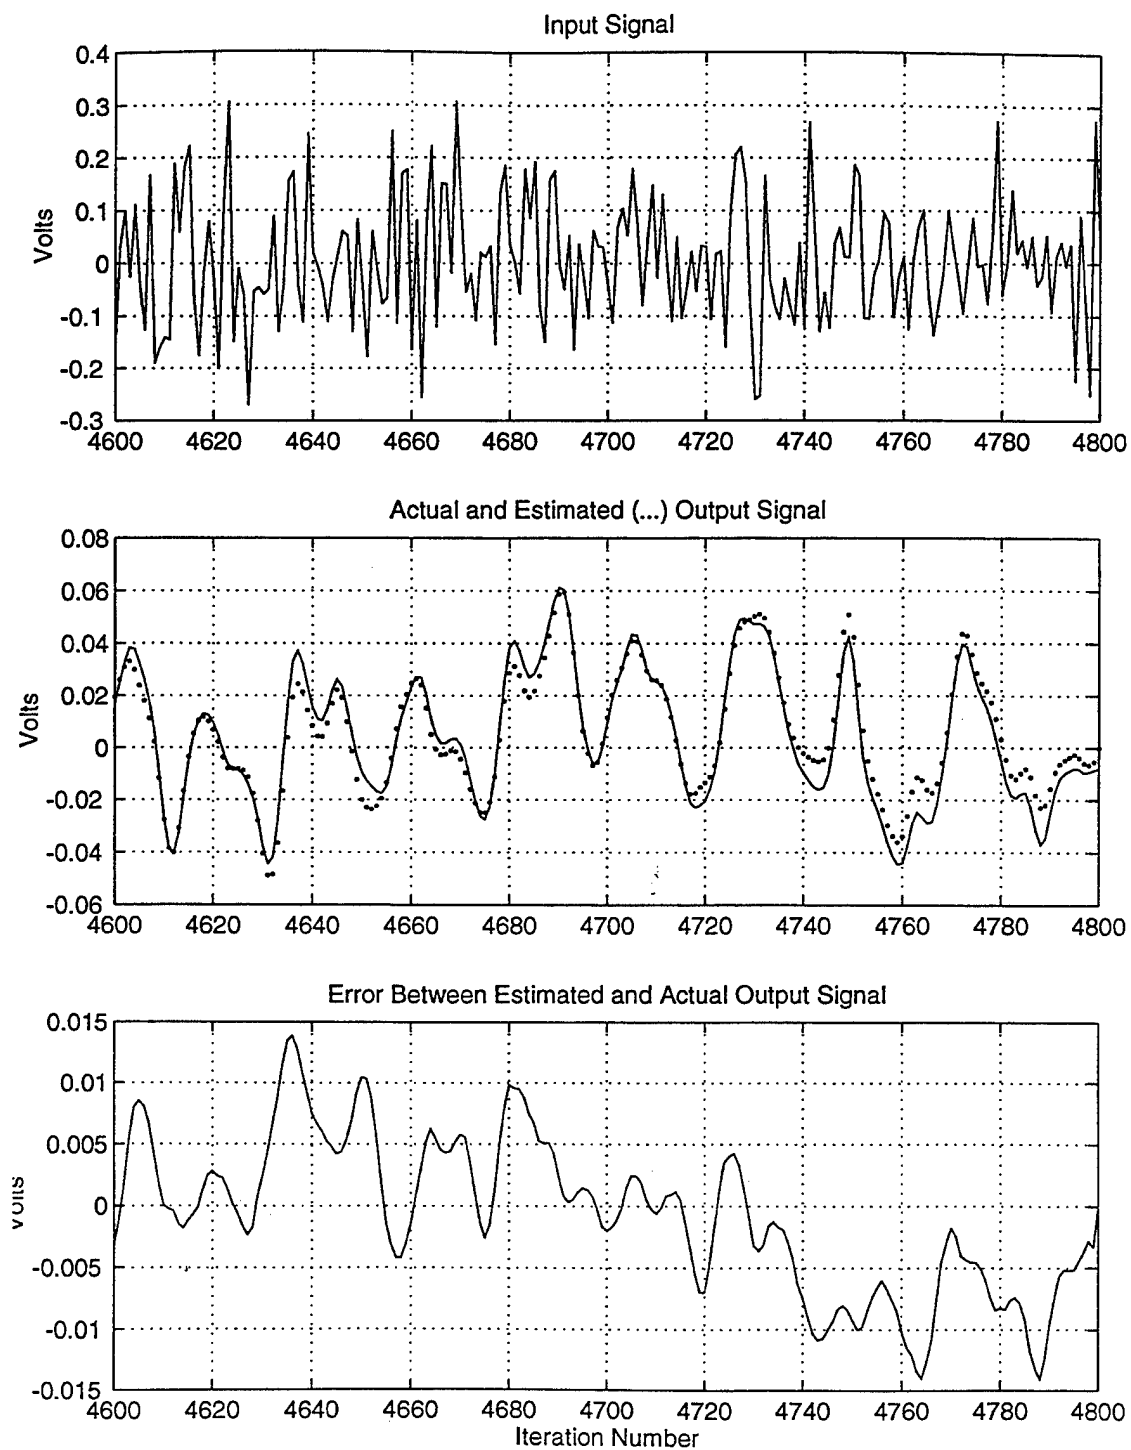 Input Signal
0.4
0.3
0.2
0.1
0
-0.1
-0.2
-0.3
Volts
4600 4620 4640 4660 4680 4700 4720 4740 4760 4780 4800
Actual and Estimated (...) Output Signal
0.08
0.06
0.04
0.02
0
-0.02
-0.04
-0.06
Volts
4600 4620 4640 4660 4680 4700 4720 4740 4760 4780 4800
Error Between Estimated and Actual Output Signal
0.015
0.01
0.005
0
-0.005
-0.01
-0.015
Volts
4600 4620 4640 4660 4680 4700 4720 4740 4760 4780 4800
Iteration Number